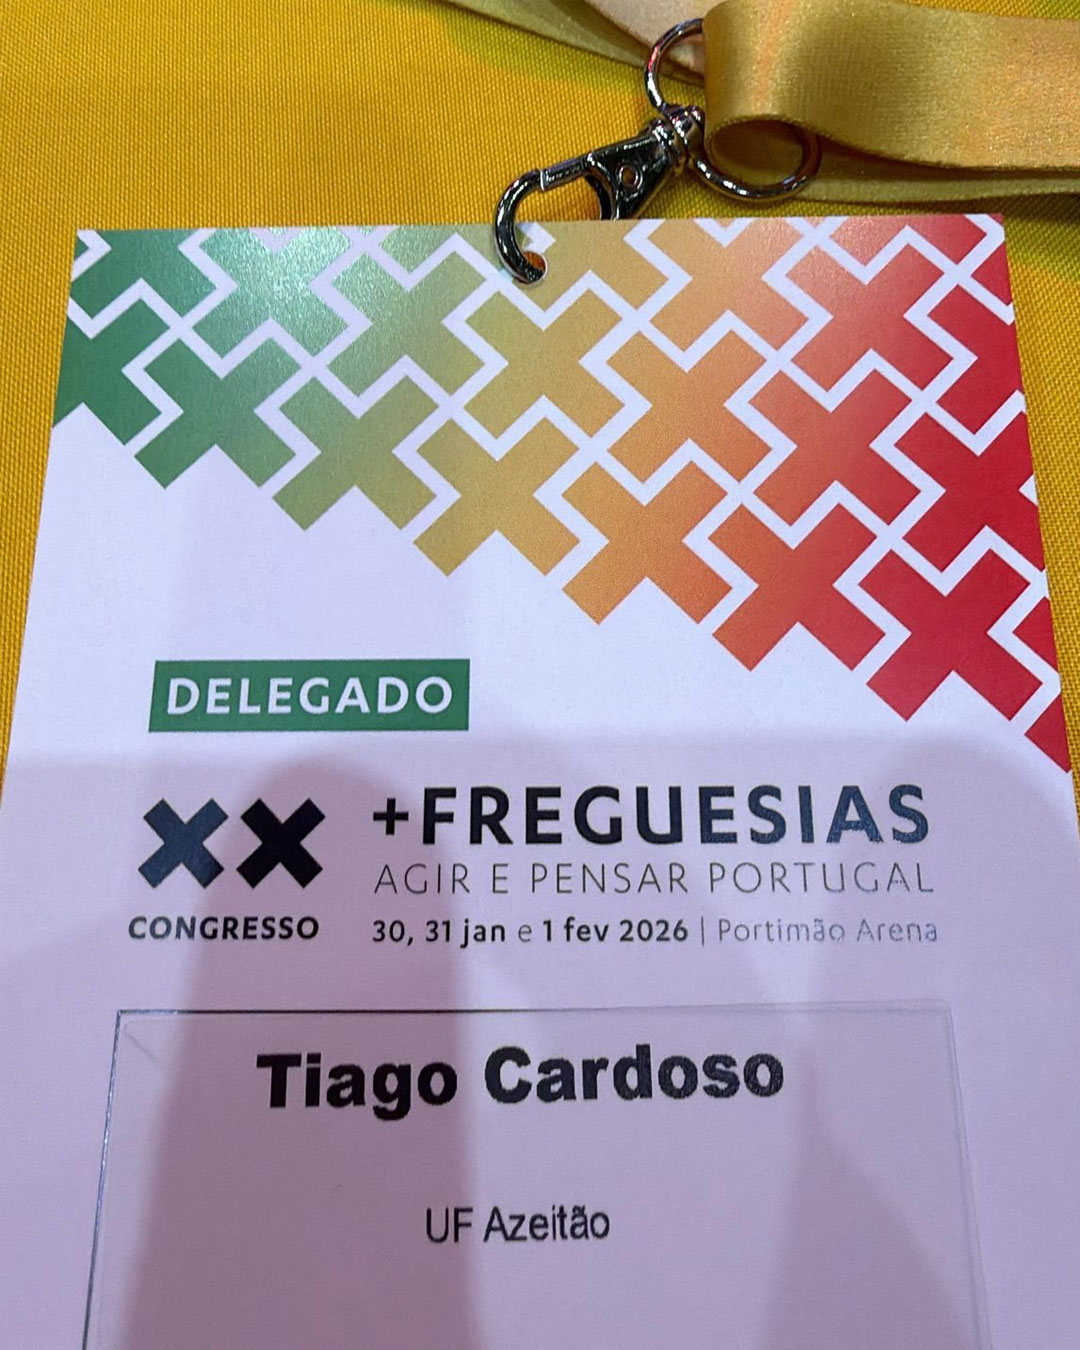 DELEGADO
+FREGUESIAS
AGIR E PENSAR PORTUGAL
XX
CONGRESSO
30, 31 jan e 1 fev 2026 | Portimão Arena
Tiago Cardoso
UF Azeitão